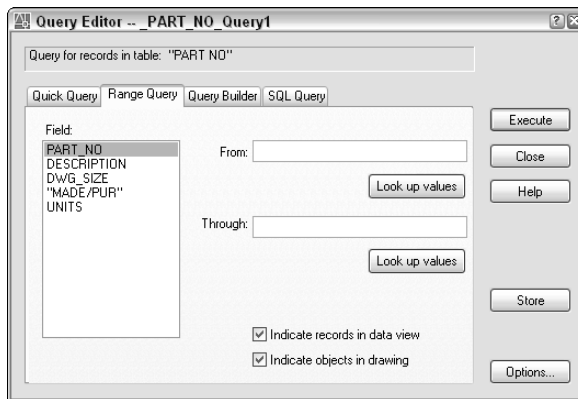 Query Editor -- _PART_NO_Query1
Query for records in table: "PART NO"
Quick Query Range Query Query Builder SQL Query
Field:
PART_NO
DESCRIPTION
DWG_SIZE
"MADE/PUR"
UNITS
From:
Look up values
Through:
Look up values
Indicate records in data view
Indicate objects in drawing
Execute
Close
Help
Store
Options...